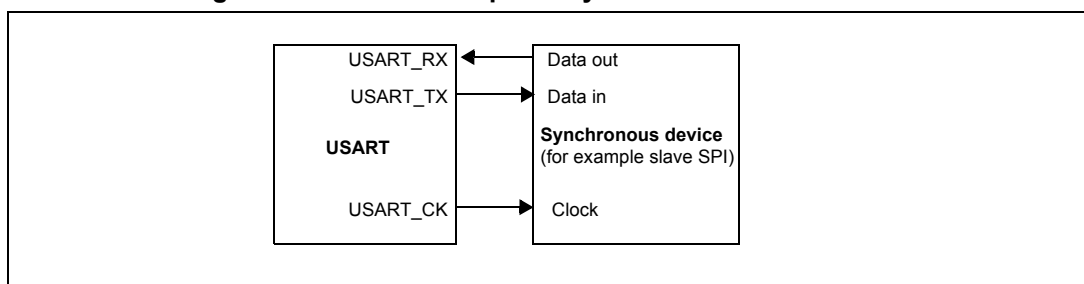 USART_RX
Data out
USART_TX
Data in
USART
Synchronous device
(for example slave SPI)
USART_CK
Clock